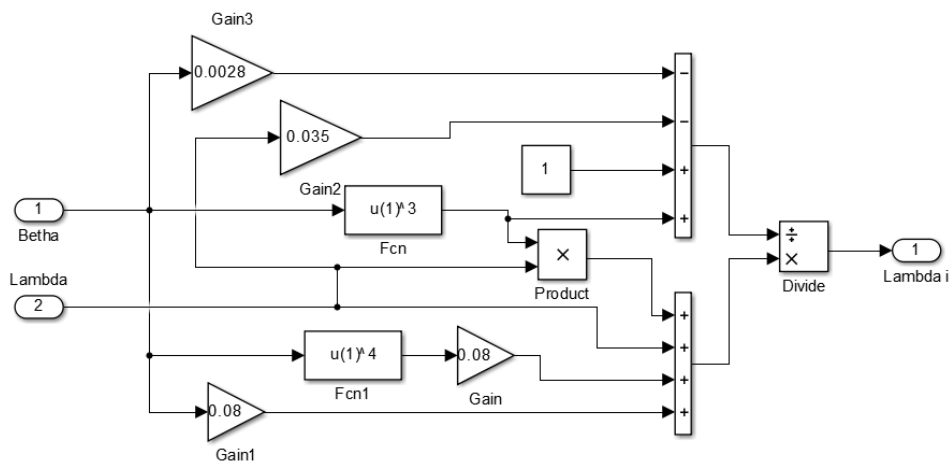 Gain3
0.0028
−
0.035
−
1
+
Gain2
1
u(1)^3
+
Betha
Fcn
×
÷
×
1
Lambda
Product
Divide
Lambda i
2
+
+
u(1)^4
0.08
+
Fcn1
Gain
0.08
+
Gain1